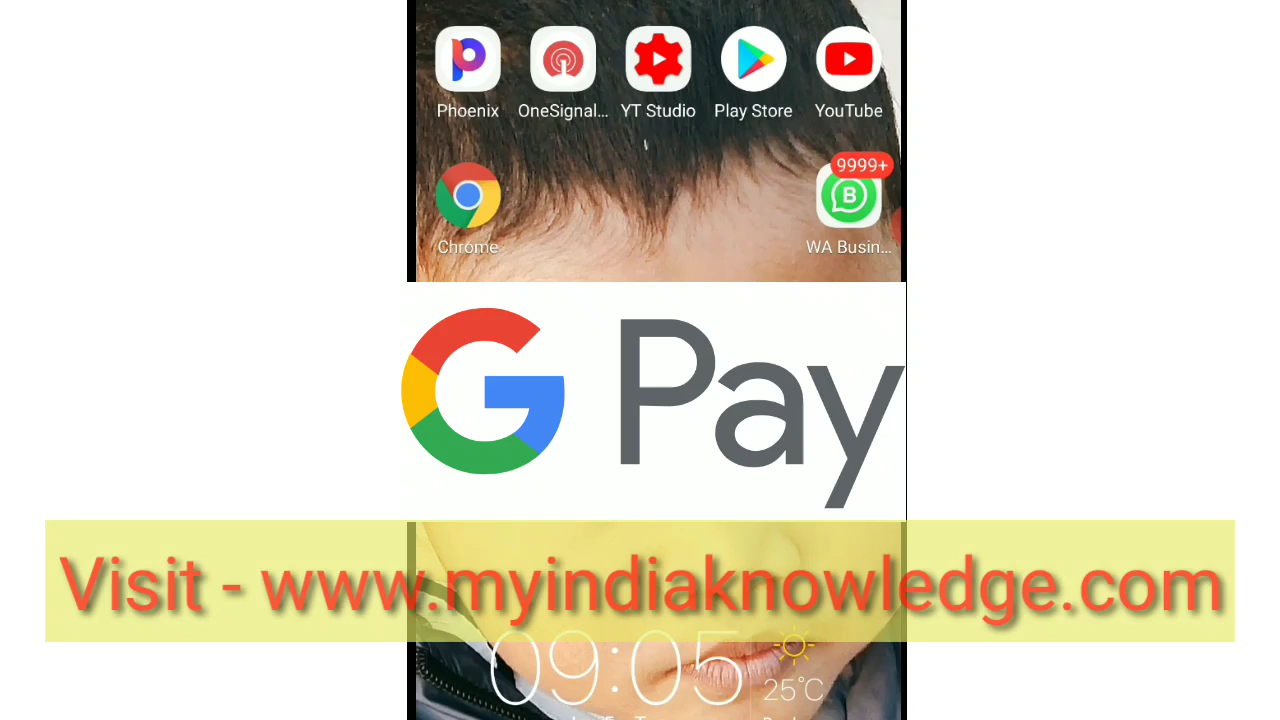 Phoenix OneSignal... YT Studio Play Store YouTube
9999+
Chrome WA Busin...
G Pay
Visit - www.myindiaknowledge.com
09:05
25°C